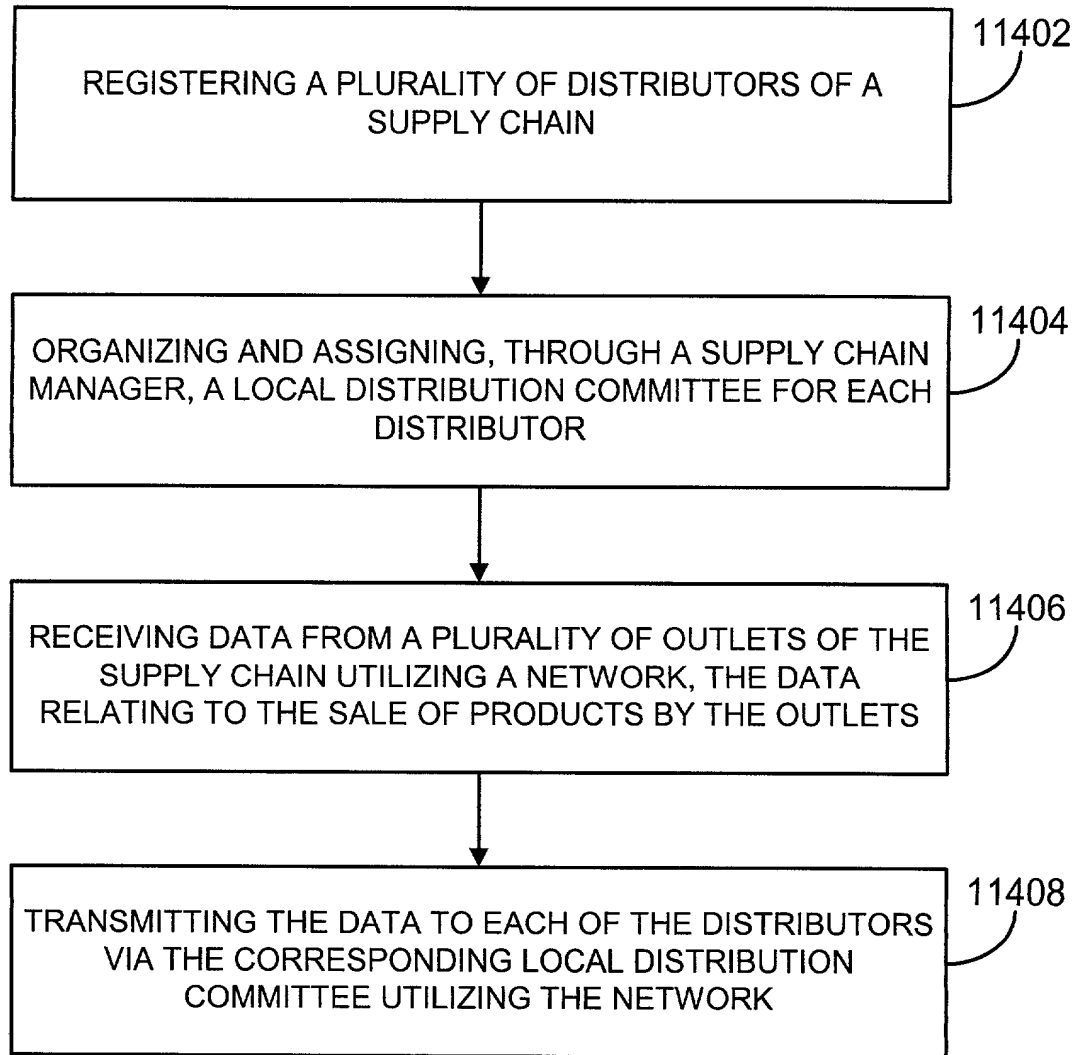 11402
REGISTERING A PLURALITY OF DISTRIBUTORS OF A
SUPPLY CHAIN
11404
ORGANIZING AND ASSIGNING, THROUGH A SUPPLY CHAIN
MANAGER, A LOCAL DISTRIBUTION COMMITTEE FOR EACH
DISTRIBUTOR
11406
RECEIVING DATA FROM A PLURALITY OF OUTLETS OF THE
SUPPLY CHAIN UTILIZING A NETWORK, THE DATA
RELATING TO THE SALE OF PRODUCTS BY THE OUTLETS
11408
TRANSMITTING THE DATA TO EACH OF THE DISTRIBUTORS
VIA THE CORRESPONDING LOCAL DISTRIBUTION
COMMITTEE UTILIZING THE NETWORK